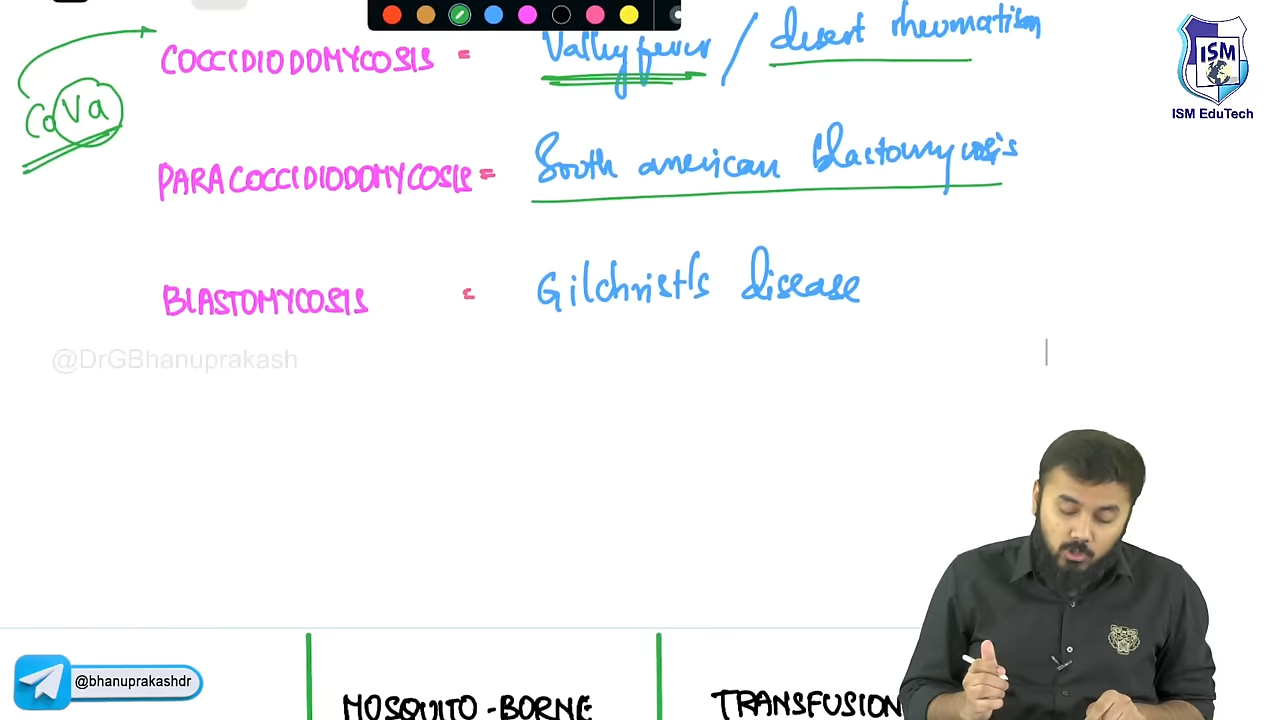 COCCIDIODOMYCOSIS = Valley fever / desert rheumatism
CoVa
ISM
ISM EduTech
PARACOCCIDIODOMYCOSIS = South american blastomycosis
BLASTOMYCOSIS = Gilchrist's disease
@DrGBhanuprakash
@bhanuprakashdr
MOSQUITO-BORNE
TRANSFUSION